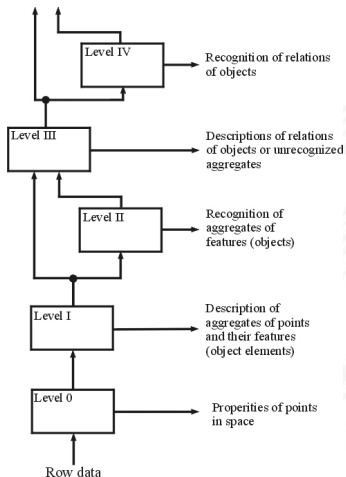 Level IV
Recognition of relations
of objects
Level III
Descriptions of relations
of objects or unrecognized
aggregates
Level II
Recognition of
aggregates of
features (objects)
Level I
Description of
aggregates of points
and their features
(object elements)
Level 0
Properities of points
in space
Row data